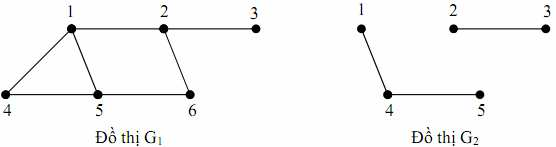 1 2 3 1 2 3
4 5 6 4 5
Đồ thị G₁ Đồ thị G₂